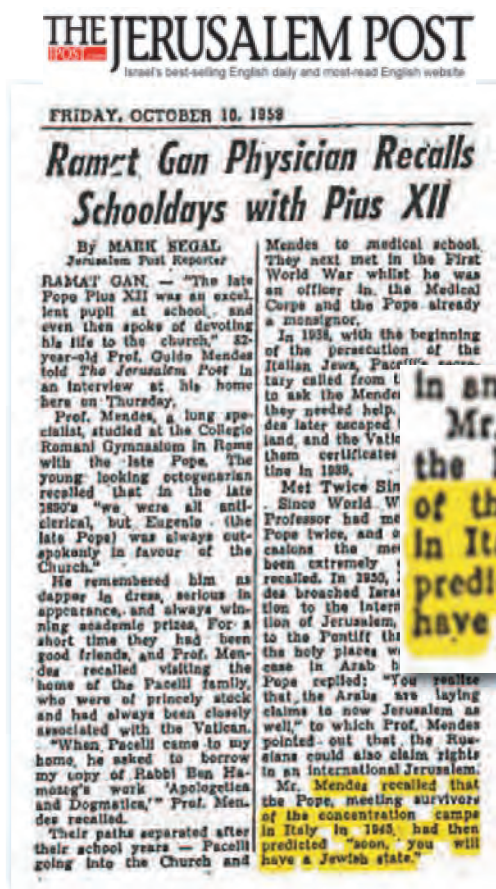 THE JERUSALEM POST
JPOST.com
Israel's best-selling English daily and most-read English website
FRIDAY, OCTOBER 10, 1958
Ramat Gan Physician Recalls
Schooldays with Pius XII
By MARK SEGAL
Jerusalem Post Reporter
RAMAT GAN. — "The late
Pope Pius XII was an excel-
lent pupil at school, and
even then spoke of devoting
his life to the church," 82-
year-old Prof. Guido Mendes
told The Jerusalem Post in
an interview at his home
here on Thursday.
Prof. Mendes, a lung spe-
cialist, studied at the Collegio
Romani Gymnasium in Rome
with the late Pope. The
young looking octogenarian
recalled that in the late
1890's "we were all anti-
clerical, but Eugenio (the
late Pope) was always out-
spokenly in favour of the
Church."
He remembered him as
dapper in dress, serious in
appearance, and always win-
ning academic prizes. For a
short time they had been
good friends, and Prof. Men-
des recalled visiting the
home of the Pacelli family,
who were of princely stock
and had always been closely
associated with the Vatican.
"When Pacelli came to my
home, he asked to borrow
my copy of Rabbi Ben Ha-
mozeg's work 'Apologetica
and Dogmatica,'" Prof. Men-
des recalled.
Their paths separated after
their school years — Pacelli
going into the Church and
Mendes to medical school.
They next met in the First
World War whilst he was
an officer in the Medical
Corps and the Pope already
a monsignor.
In 1938, with the beginning
of the persecution of the
Italian Jews, Pacelli's secre-
tary called from t
to ask the Mende
they needed help.
des later escaped
land, and the Vatic
them certificates
tine in 1939.
Met Twice Sin
Since World W
Professor had me
Pope twice, and o
casions the me
been extremely
recalled. In 1955,
des broached Israe
tion to the intern
tion of Jerusalem,
to the Pontiff tha
the holy places w
case in Arab h
Pope replied: "You realize
that the Arabs are laying
claims to new Jerusalem as
well," to which Prof. Mendes
pointed out that the Rus-
sians could also claim rights
in an international Jerusalem.
Mr. Mendes recalled that
the Pope, meeting survivors
of the concentration camps
in Italy in 1945, had then
predicted "soon, you will
have a Jewish state."
in an
Mr.
the
of th
in It
predi
have